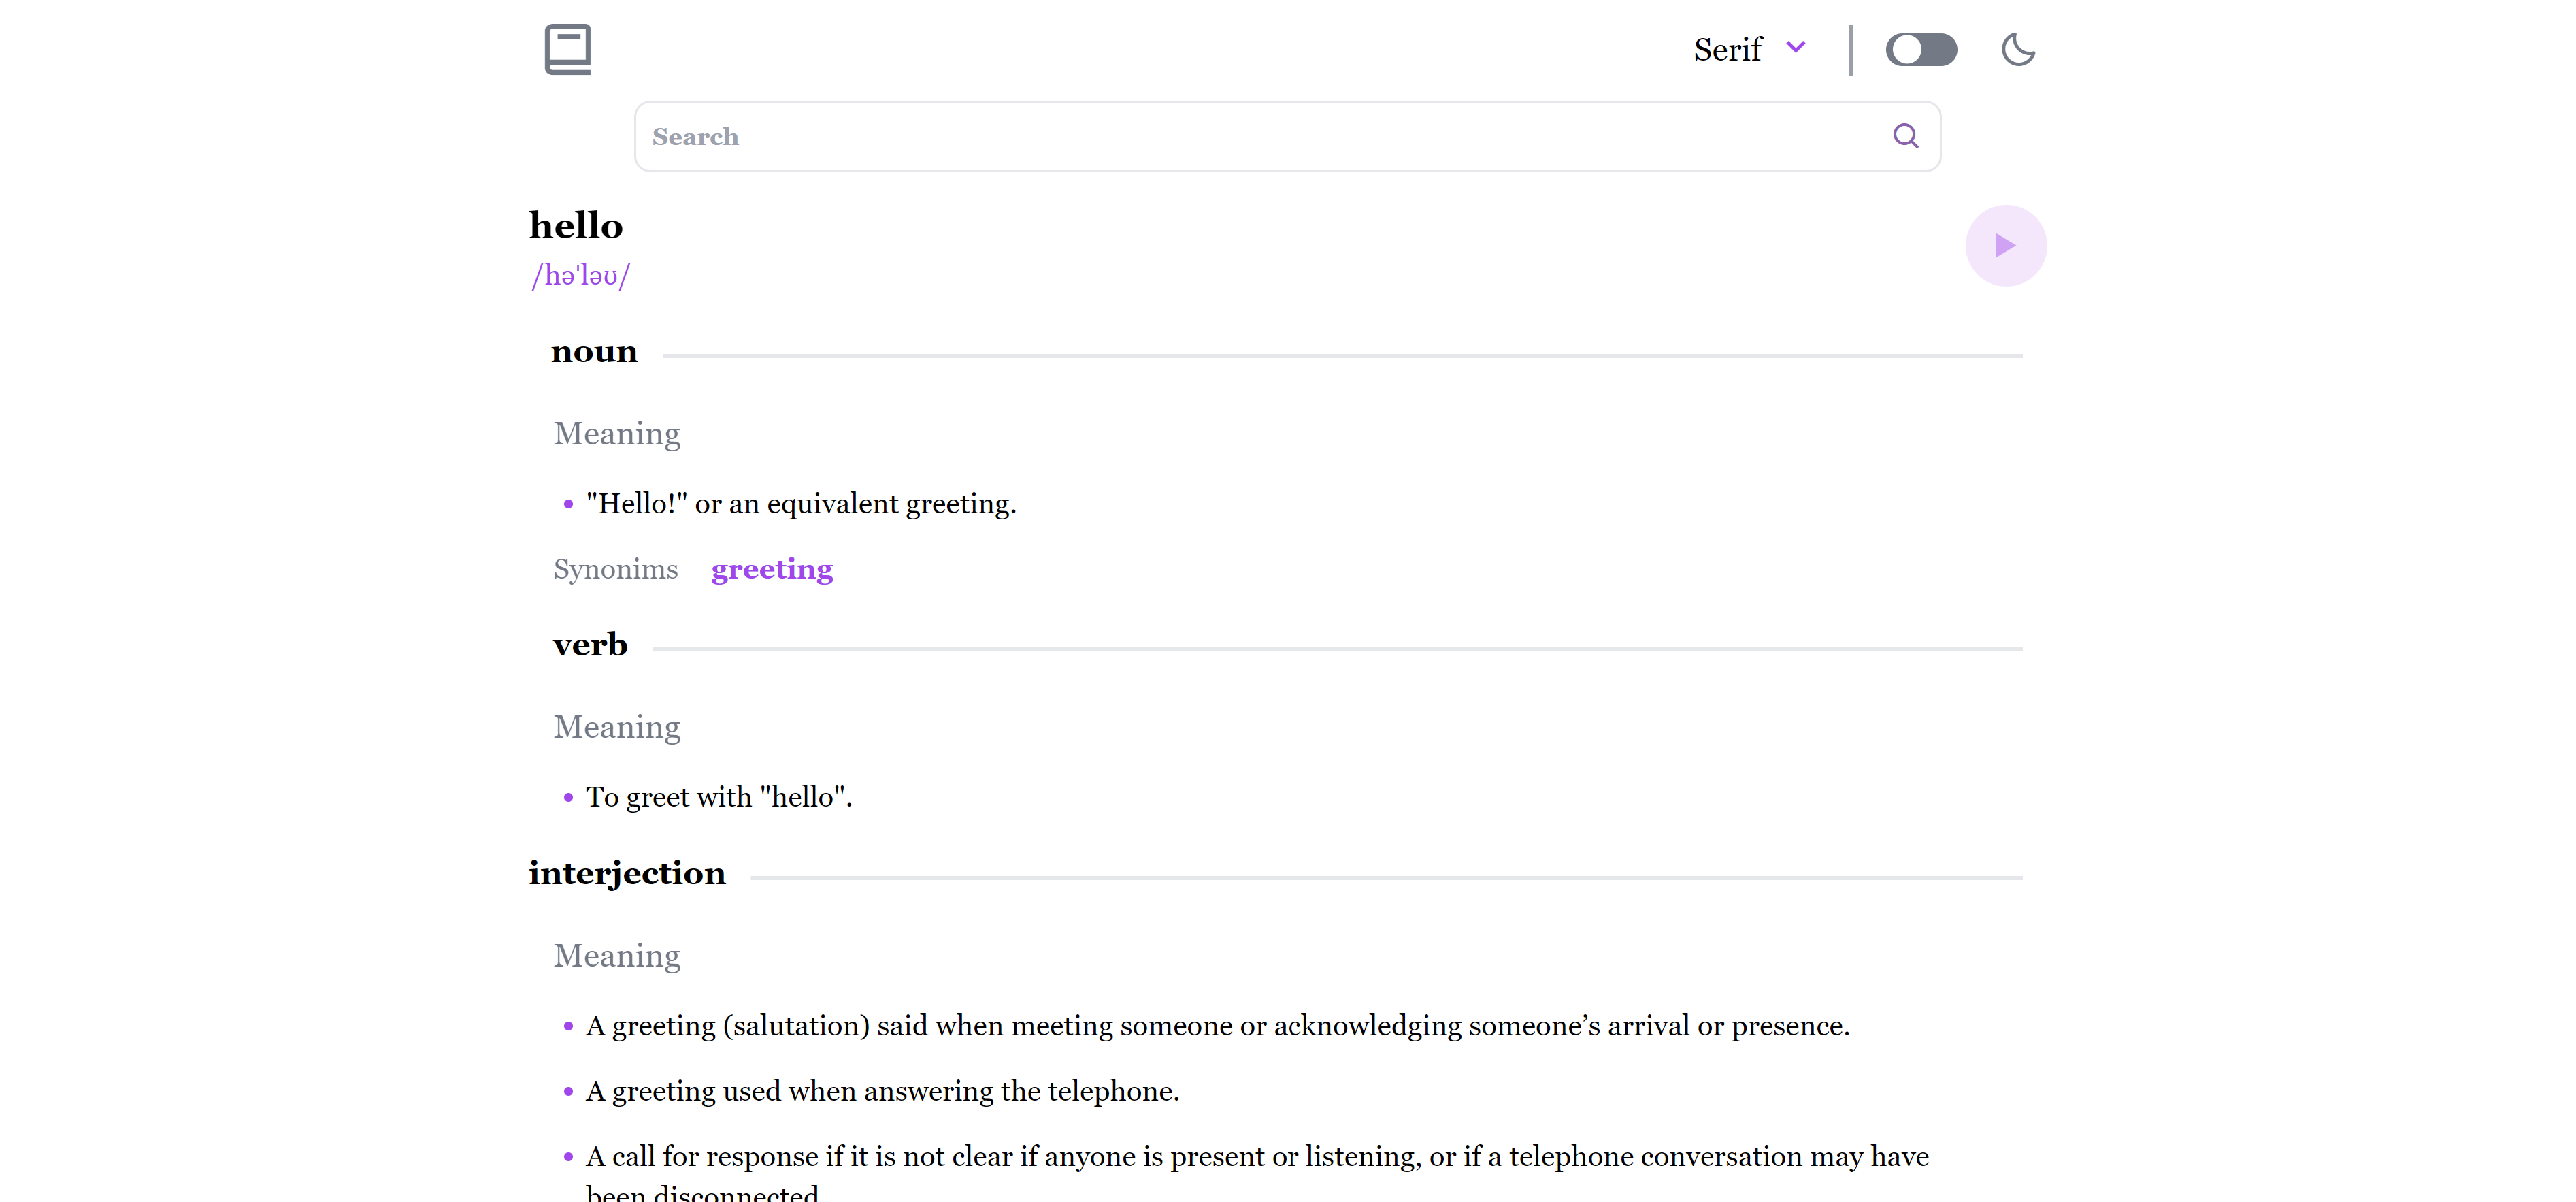 Serif
Search
hello
/həˈləʊ/
noun
Meaning
"Hello!" or an equivalent greeting.
Synonims greeting
verb
Meaning
To greet with "hello".
interjection
Meaning
A greeting (salutation) said when meeting someone or acknowledging someone’s arrival or presence.
A greeting used when answering the telephone.
A call for response if it is not clear if anyone is present or listening, or if a telephone conversation may have
been disconnected.